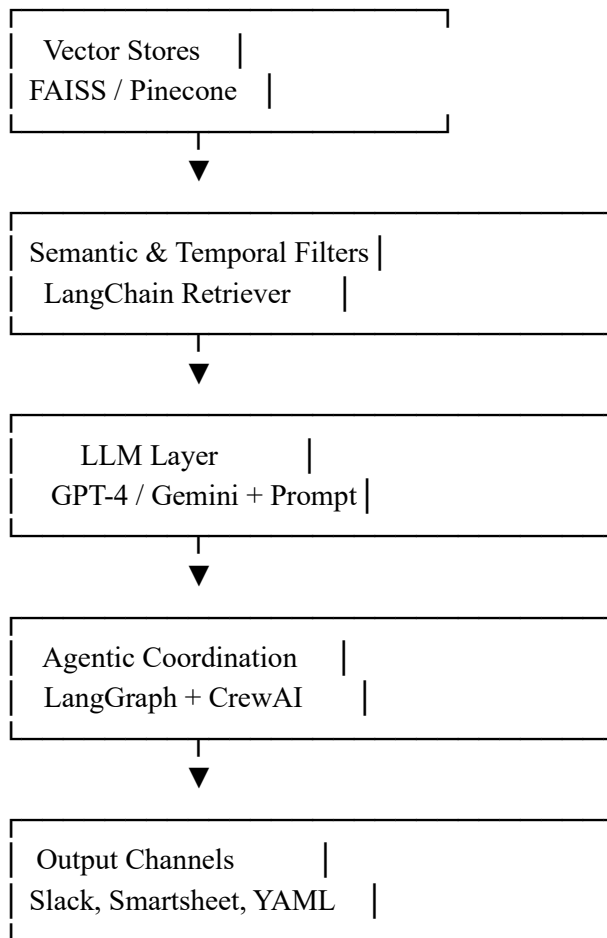 Vector Stores
FAISS / Pinecone
Semantic & Temporal Filters
LangChain Retriever
LLM Layer
GPT-4 / Gemini + Prompt
Agentic Coordination
LangGraph + CrewAI
Output Channels
Slack, Smartsheet, YAML